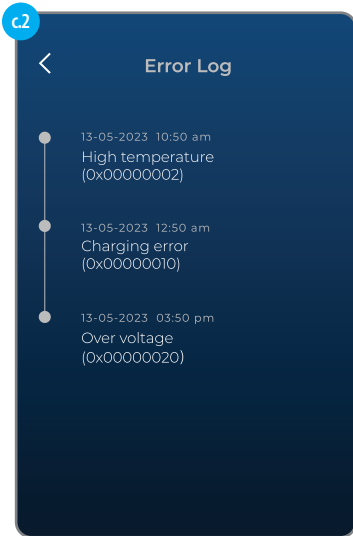 c.2
Error Log
13-05-2023 10:50 am
High temperature
(0x00000002)
13-05-2023 12:50 am
Charging error
(0x00000010)
13-05-2023 03:50 pm
Over voltage
(0x00000020)